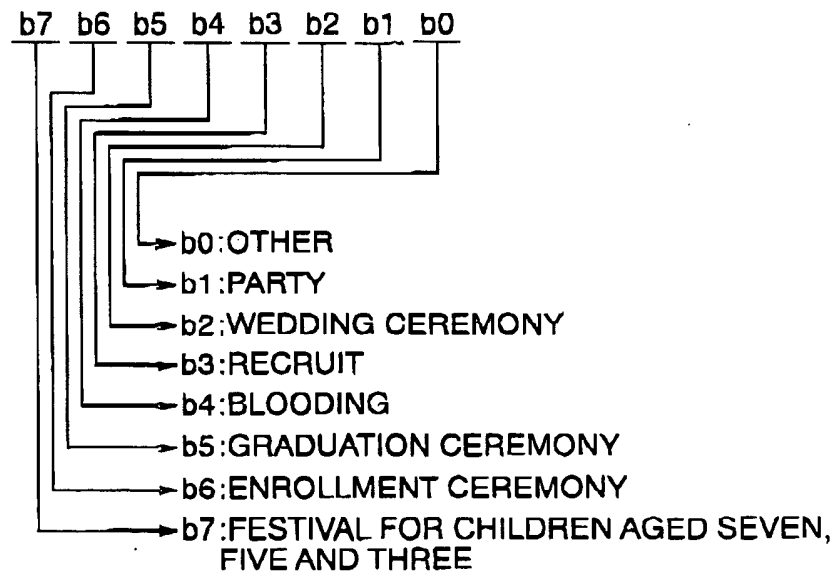 b7 b6 b5 b4 b3 b2 b1 b0
b0:OTHER
b1:PARTY
b2:WEDDING CEREMONY
b3:RECRUIT
b4:BLOODING
b5:GRADUATION CEREMONY
b6:ENROLLMENT CEREMONY
b7:FESTIVAL FOR CHILDREN AGED SEVEN,
FIVE AND THREE